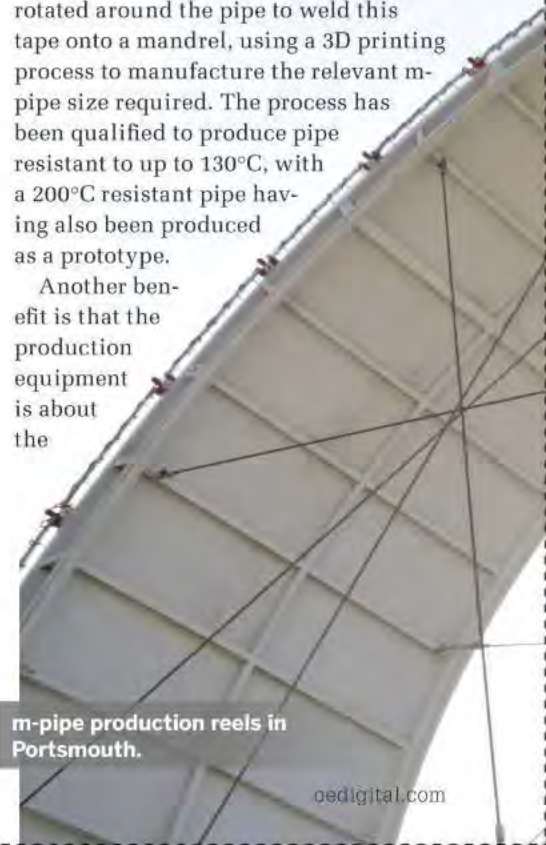 rotated around the pipe to weld this
tape onto a mandrel, using a 3D printing
process to manufacture the relevant m-
pipe size required. The process has
been qualified to produce pipe
resistant to up to 130°C, with
a 200°C resistant pipe hav-
ing also been produced
as a prototype.
Another ben-
efit is that the
production
equipment
is about
the
m-pipe production reels in
Portsmouth.
oedigital.com